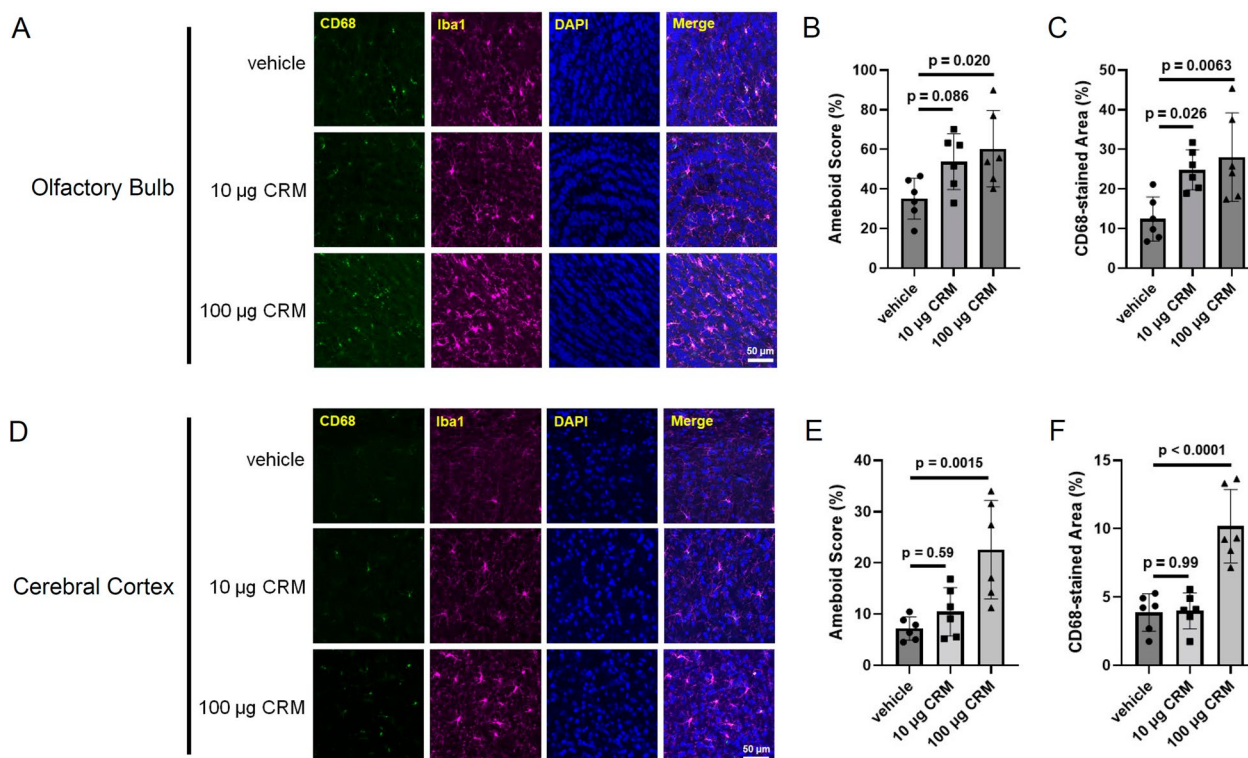 A
CD68
Iba1
DAPI
Merge
vehicle
Olfactory Bulb
10 µg CRM
100 µg CRM
50 µm
B
p = 0.020
p = 0.086
Ameboid Score (%)
100
80
60
40
20
0
vehicle
10 µg CRM
100 µg CRM
C
p = 0.0063
p = 0.026
CD68-stained Area (%)
50
40
30
20
10
0
vehicle
10 µg CRM
100 µg CRM
D
CD68
Iba1
DAPI
Merge
vehicle
Cerebral Cortex
10 µg CRM
100 µg CRM
50 µm
E
p = 0.0015
p = 0.59
Ameboid Score (%)
40
30
20
10
0
vehicle
10 µg CRM
100 µg CRM
F
p < 0.0001
p = 0.99
CD68-stained Area (%)
15
10
5
0
vehicle
10 µg CRM
100 µg CRM